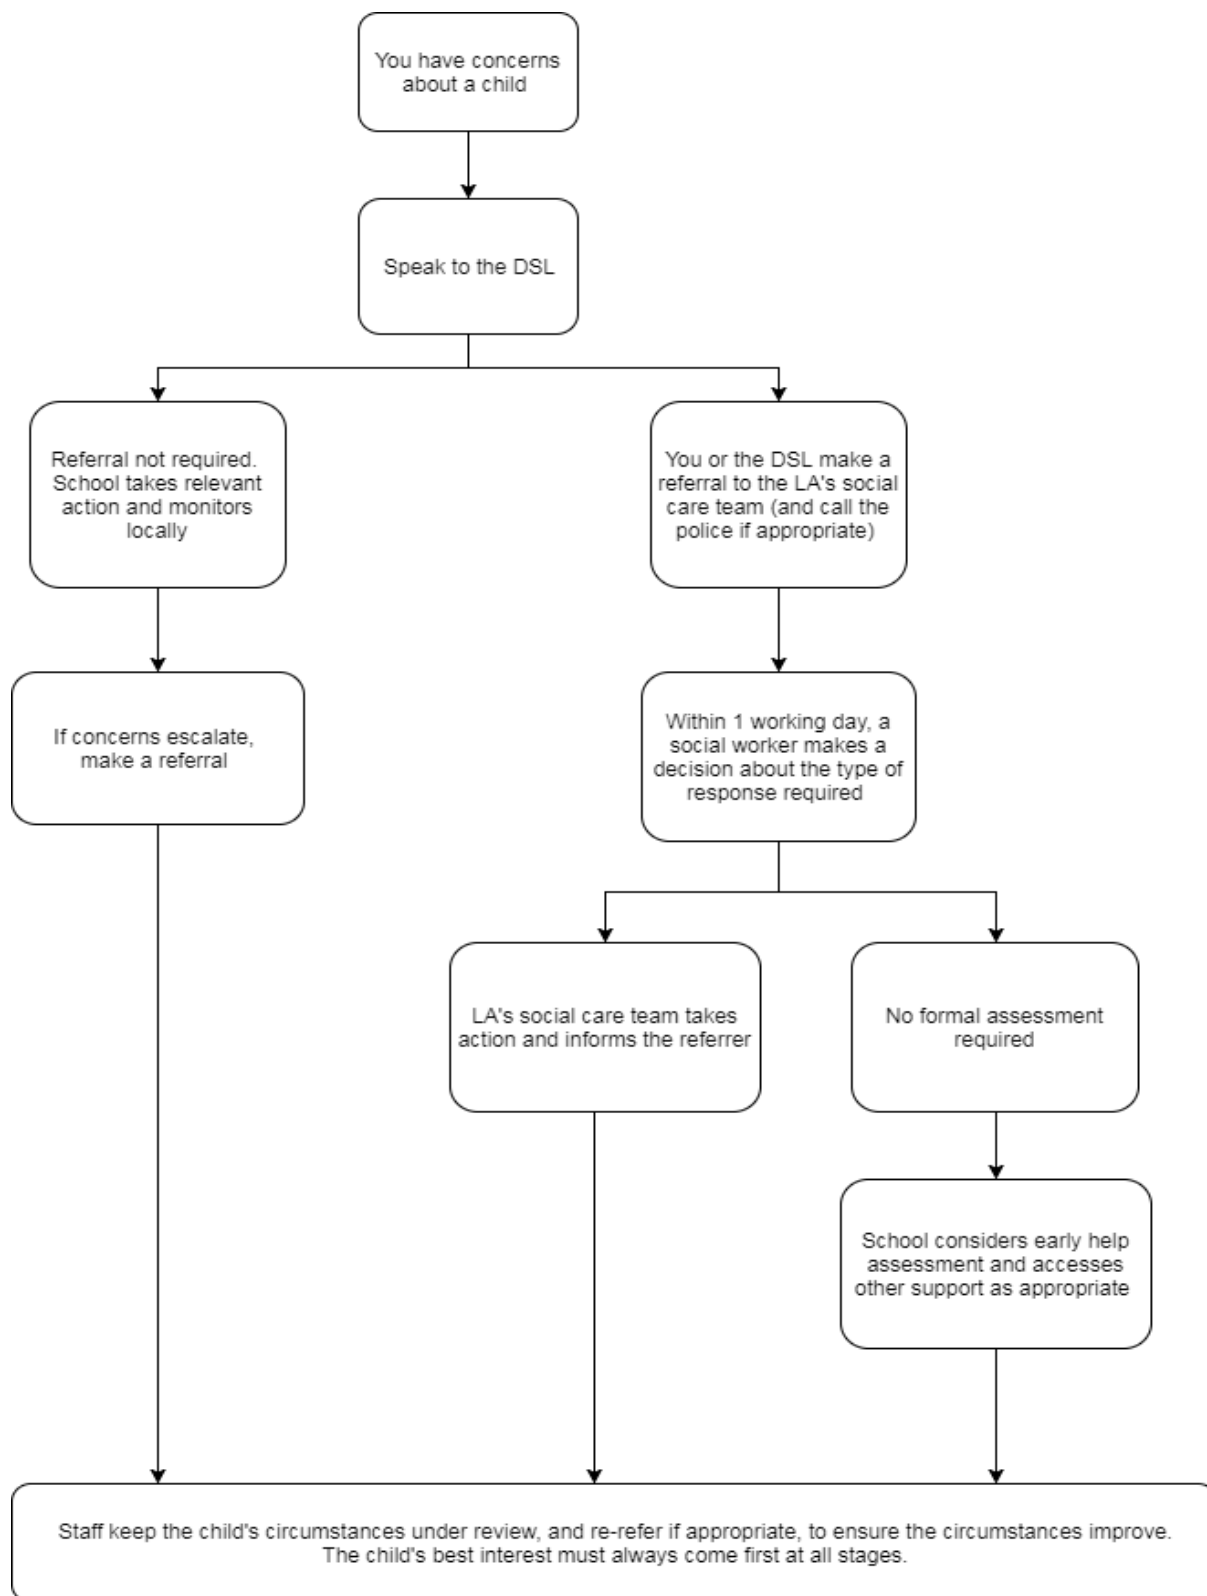 You have concerns
about a child
Speak to the DSL
Referral not required.
School takes relevant
action and monitors
locally
You or the DSL make a
referral to the LA's social
care team (and call the
police if appropriate)
If concerns escalate,
make a referral
Within 1 working day, a
social worker makes a
decision about the type of
response required
LA's social care team takes
action and informs the referrer
No formal assessment
required
School considers early help
assessment and accesses
other support as appropriate
Staff keep the child's circumstances under review, and re-refer if appropriate, to ensure the circumstances improve.
The child's best interest must always come first at all stages.